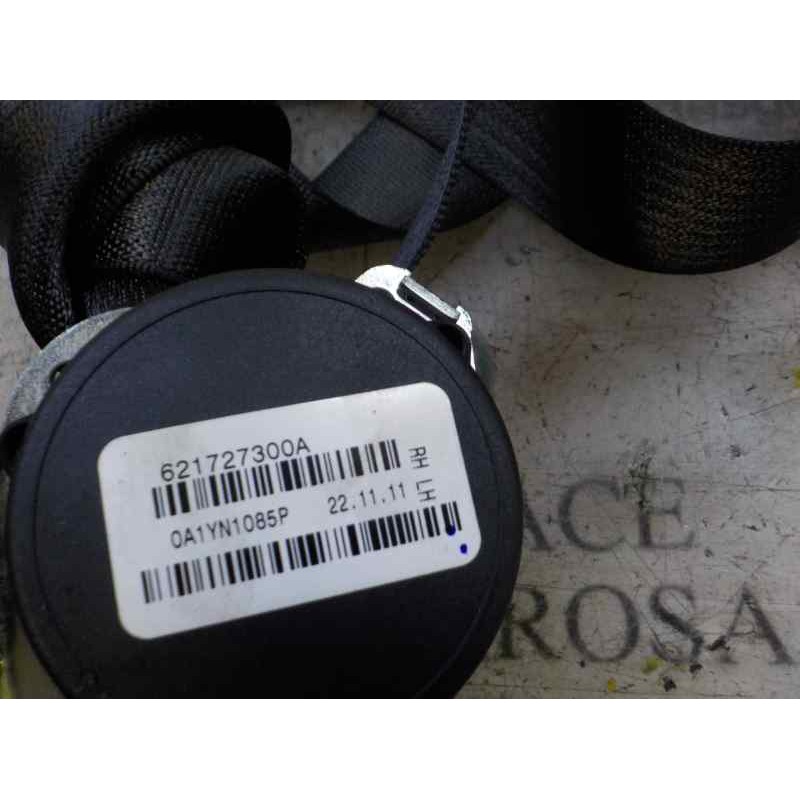 621727300A
RH LH
0A1YN1085P 22.11.11
ACE
ROSA